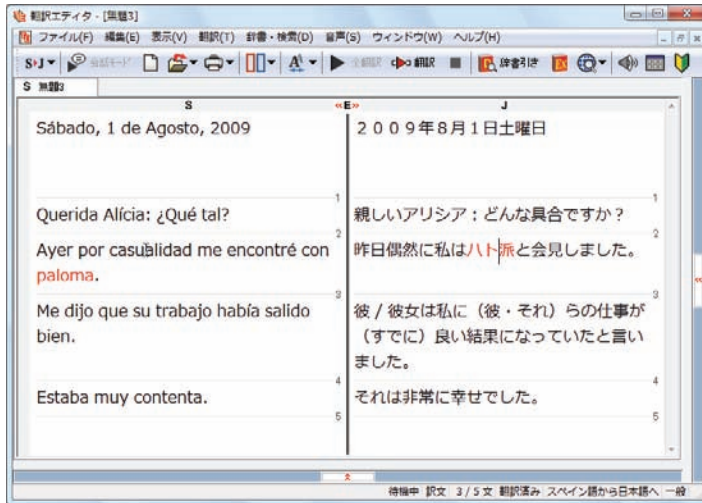 翻訳エディタ - [無題3]
ファイル(F) 編集(E) 表示(V) 翻訳(T) 辞書・検索(D) 音声(S) ウィンドウ(W) ヘルプ(H)
S›J 会話モード A 全翻訳 翻訳 辞書引き
S 無題3
S «E» J
Sábado, 1 de Agosto, 2009
2009年8月1日土曜日
1 1
Querida Alícia: ¿Qué tal?
親しいアリシア：どんな具合ですか？
2 2
Ayer por casualidad me encontré con
paloma.
昨日偶然に私はハト派と会見しました。
3 3
Me dijo que su trabajo había salido
bien.
彼/彼女は私に（彼・それ）らの仕事が
（すでに）良い結果になっていたと言い
ました。
4 4
Estaba muy contenta.
それは非常に幸せでした。
5 5
待機中 訳文 3/5文 翻訳済み スペイン語から日本語へ 一般